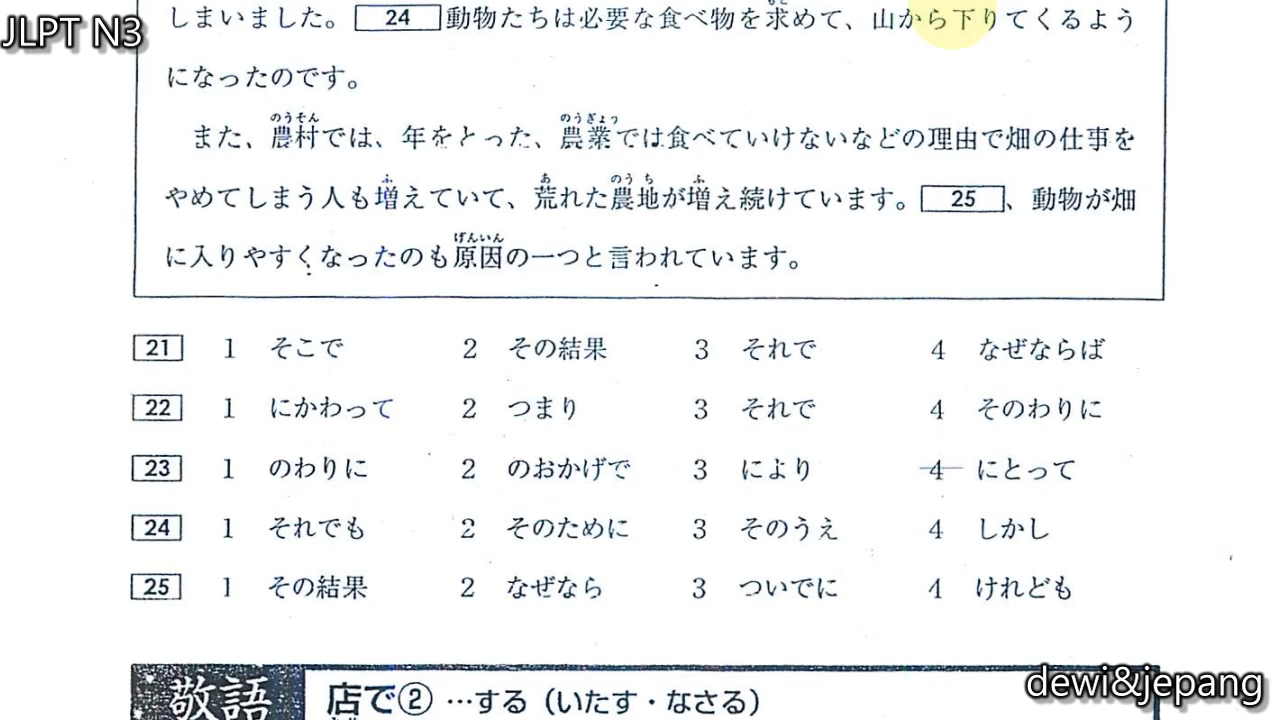 JLPT N3
しまいました。 24 動物たちは必要な食べ物を求めて、山から下りてくるよう
になったのです。
また、農村では、年をとった、農業では食べていけないなどの理由で畑の仕事を
やめてしまう人も増えていて、荒れた農地が増え続けています。 25 、動物が畑
に入りやすくなったのも原因の一つと言われています。
21 1 そこで 2 その結果 3 それで 4 なぜならば
22 1 にかわって 2 つまり 3 それで 4 そのわりに
23 1 のわりに 2 のおかげで 3 により 4 にとって
24 1 それでも 2 そのために 3 そのうえ 4 しかし
25 1 その結果 2 なぜなら 3 ついでに 4 けれども
敬語 店で② …する（いたす・なさる）
dewi&jepang